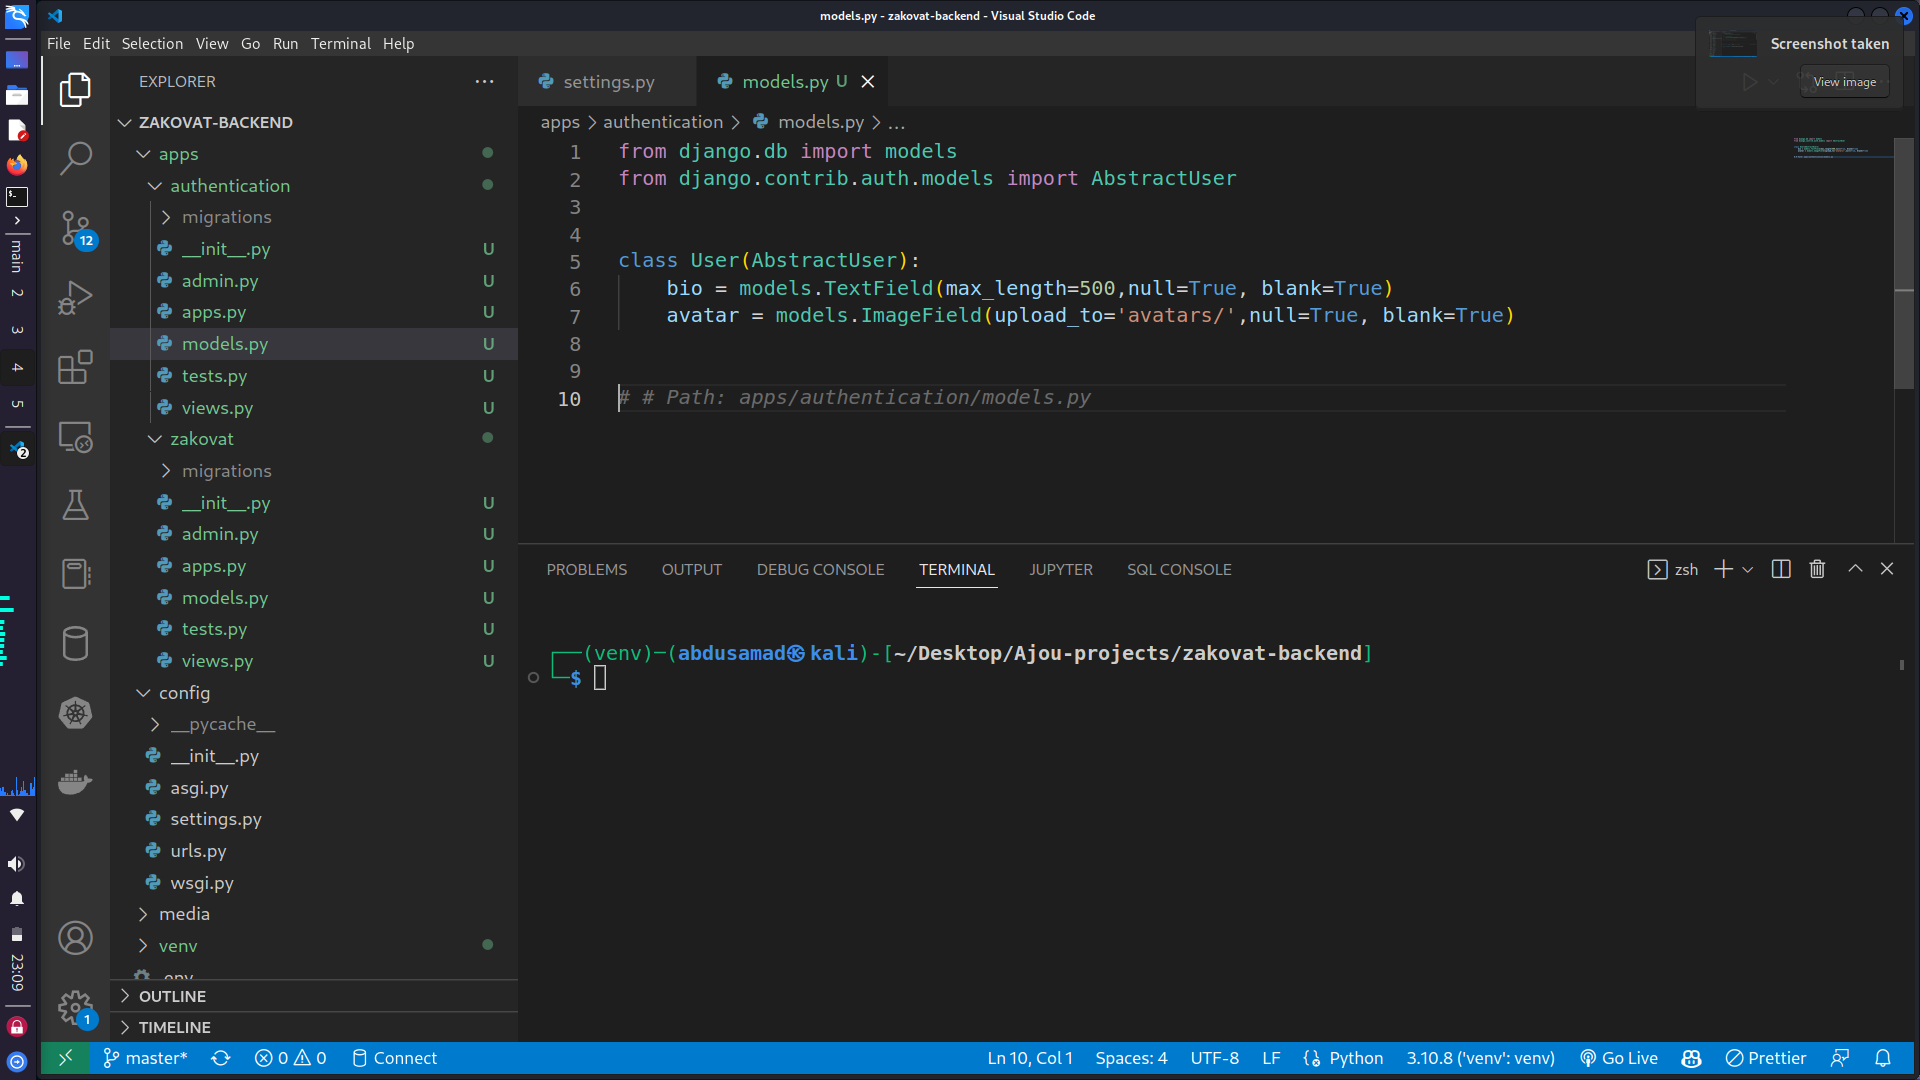 models.py - zakovat-backend - Visual Studio Code
File Edit Selection View Go Run Terminal Help
Screenshot taken
View image
EXPLORER
settings.py
models.py U
ZAKOVAT-BACKEND
apps
authentication
migrations
__init__.py U
admin.py U
apps.py U
models.py U
tests.py U
views.py U
zakovat
migrations
__init__.py U
admin.py U
apps.py U
models.py U
tests.py U
views.py U
config
__pycache__
__init__.py
asgi.py
settings.py
urls.py
wsgi.py
media
venv
OUTLINE
TIMELINE
apps > authentication > models.py > ...
1 from django.db import models
2 from django.contrib.auth.models import AbstractUser
3
4
5 class User(AbstractUser):
6 bio = models.TextField(max_length=500,null=True, blank=True)
7 avatar = models.ImageField(upload_to='avatars/',null=True, blank=True)
8
9
10 # # Path: apps/authentication/models.py
PROBLEMS OUTPUT DEBUG CONSOLE TERMINAL JUPYTER SQL CONSOLE
zsh
(venv)-(abdusamad㉿kali)-[~/Desktop/Ajou-projects/zakovat-backend]
$
main
2
3
4
5
2
12
1
23:09
master* 0 0 Connect
Ln 10, Col 1 Spaces: 4 UTF-8 LF Python 3.10.8 ('venv': venv) Go Live Prettier